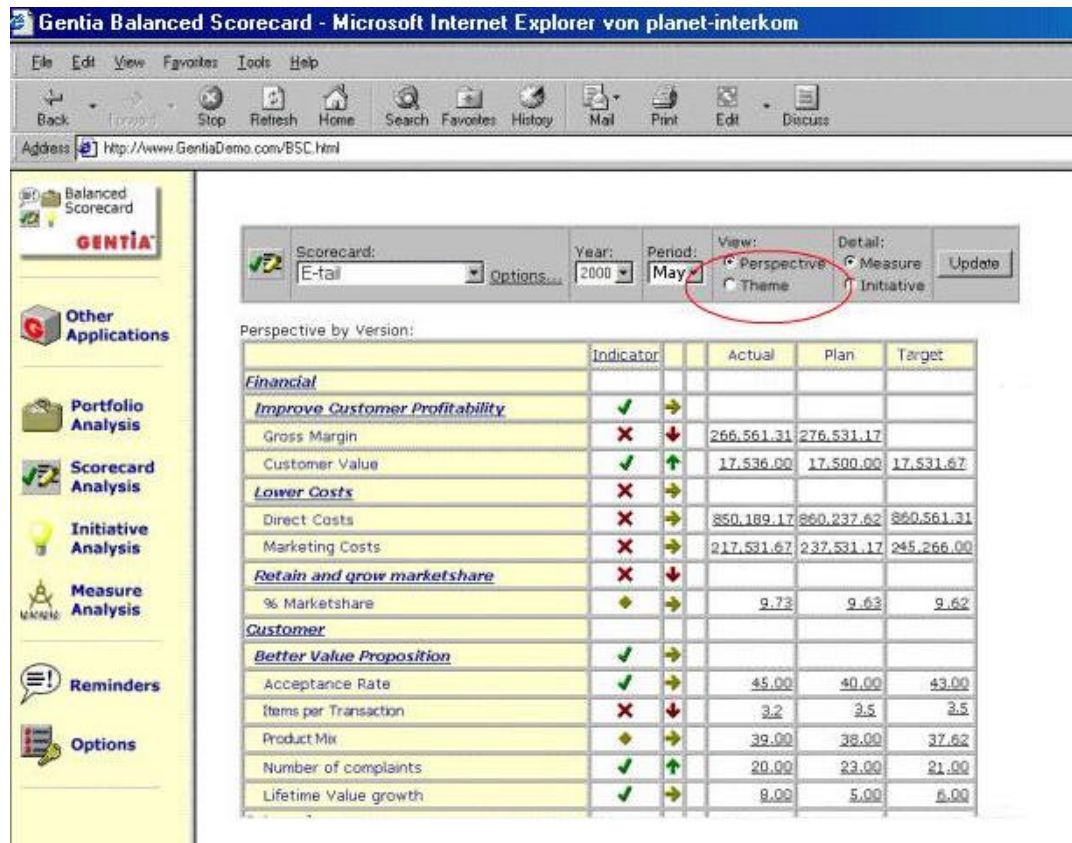 Gentia Balanced Scorecard - Microsoft Internet Explorer von planet-interkom
File Edit View Favorites Tools Help
Back Forward Stop Refresh Home Search Favorites History Mail Print Edit Discuss
Address http://www.GentiaDemo.com/BSC.html
Balanced
Scorecard
GENTIA
Other
Applications
Portfolio
Analysis
Scorecard
Analysis
Initiative
Analysis
Measure
Analysis
Reminders
Options
Scorecard: Year: Period: View: Detail:
E-tail Options... 2000 May Perspective Measure Update
Theme Initiative
Perspective by Version:
Indicator Actual Plan Target
Financial
Improve Customer Profitability
Gross Margin 266,561.31 276,531.17
Customer Value 17,536.00 17,500.00 17,531.67
Lower Costs
Direct Costs 850,189.17 860,237.62 860,561.31
Marketing Costs 217,531.67 237,531.17 245,266.00
Retain and grow marketshare
% Marketshare 9.73 9.63 9.62
Customer
Better Value Proposition
Acceptance Rate 45.00 40.00 43.00
Items per Transaction 3.2 3.5 3.5
Product Mix 39.00 38.00 37.62
Number of complaints 20.00 23.00 21.00
Lifetime Value growth 8.00 5.00 6.00